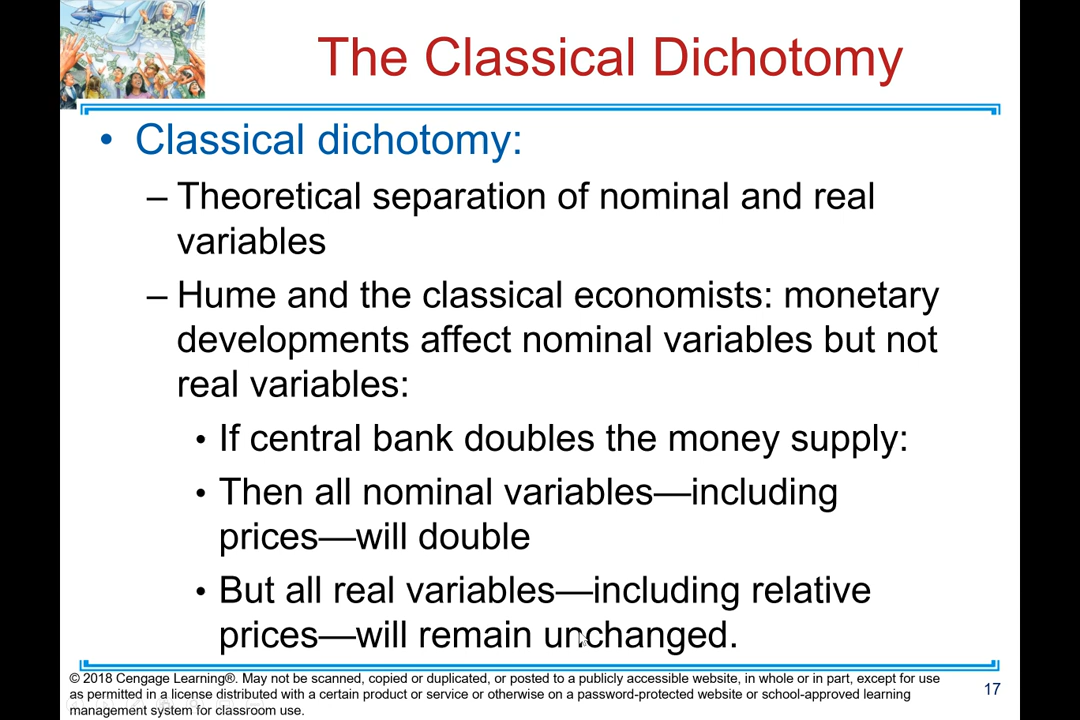 The Classical Dichotomy
• Classical dichotomy:
– Theoretical separation of nominal and real
variables
– Hume and the classical economists: monetary
developments affect nominal variables but not
real variables:
• If central bank doubles the money supply:
• Then all nominal variables—including
prices—will double
• But all real variables—including relative
prices—will remain unchanged.
© 2018 Cengage Learning®. May not be scanned, copied or duplicated, or posted to a publicly accessible website, in whole or in part, except for use
as permitted in a license distributed with a certain product or service or otherwise on a password-protected website or school-approved learning
management system for classroom use.
17